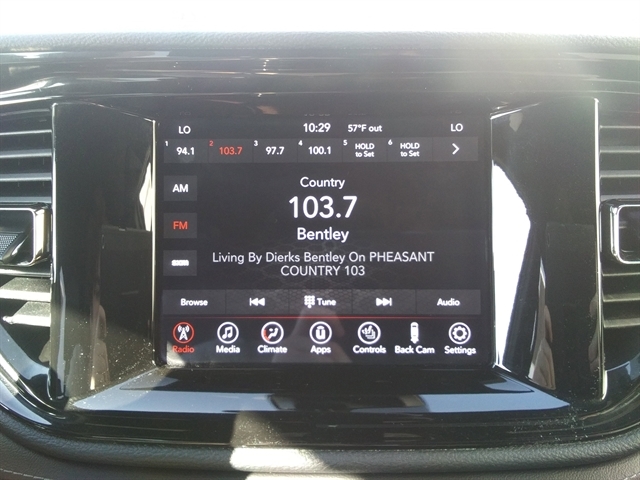 LO 10:29 57°F out LO
1 94.1 2 103.7 3 97.7 4 100.1 5 HOLD to Set 6 HOLD to Set
AM
Country
103.7
FM
Bentley
Living By Dierks Bentley On PHEASANT
COUNTRY 103
Browse Tune Audio
Radio Media Climate Apps Controls Back Cam Settings